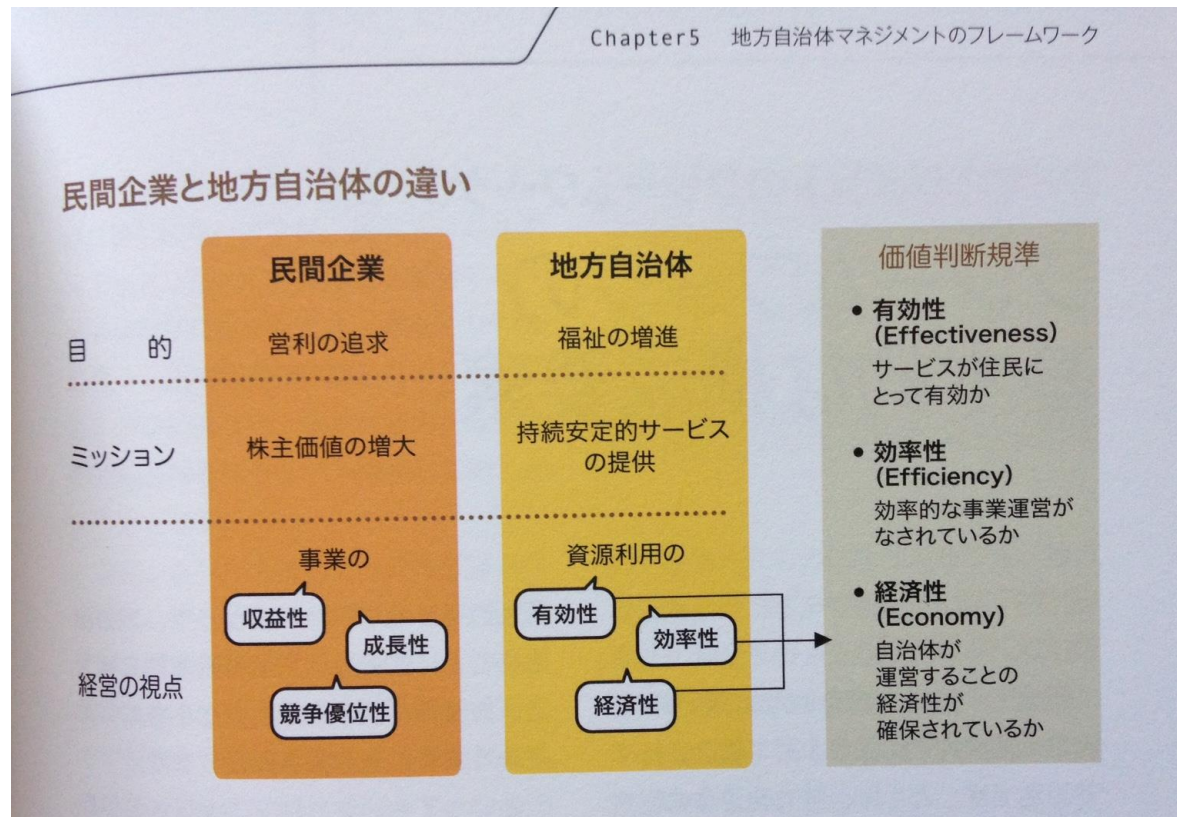 Chapter5 地方自治体マネジメントのフレームワーク
民間企業と地方自治体の違い
民間企業
地方自治体
目 的
営利の追求
福祉の増進
ミッション
株主価値の増大
持続安定的サービス
の提供
経営の視点
事業の
収益性
成長性
競争優位性
資源利用の
有効性
効率性
経済性
価値判断規準
• 有効性
(Effectiveness)
サービスが住民に
とって有効か
• 効率性
(Efficiency)
効率的な事業運営が
なされているか
• 経済性
(Economy)
自治体が
運営することの
経済性が
確保されているか